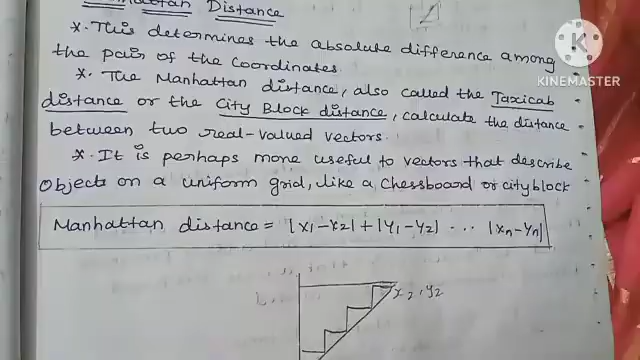 Distance
*. This determines the absolute difference among
the pair of the coordinates.
*. The Manhattan distance, also called the Taxicab
distance or the City Block distance, calculate the distance
between two real-valued vectors.
*. It is perhaps more useful to vectors that describe
Objects on a uniform grid, like a chessboard or city block
Manhattan distance = |x1-x2|+|y1-y2| ... |xn-yn|
x2,y2
KINEMASTER